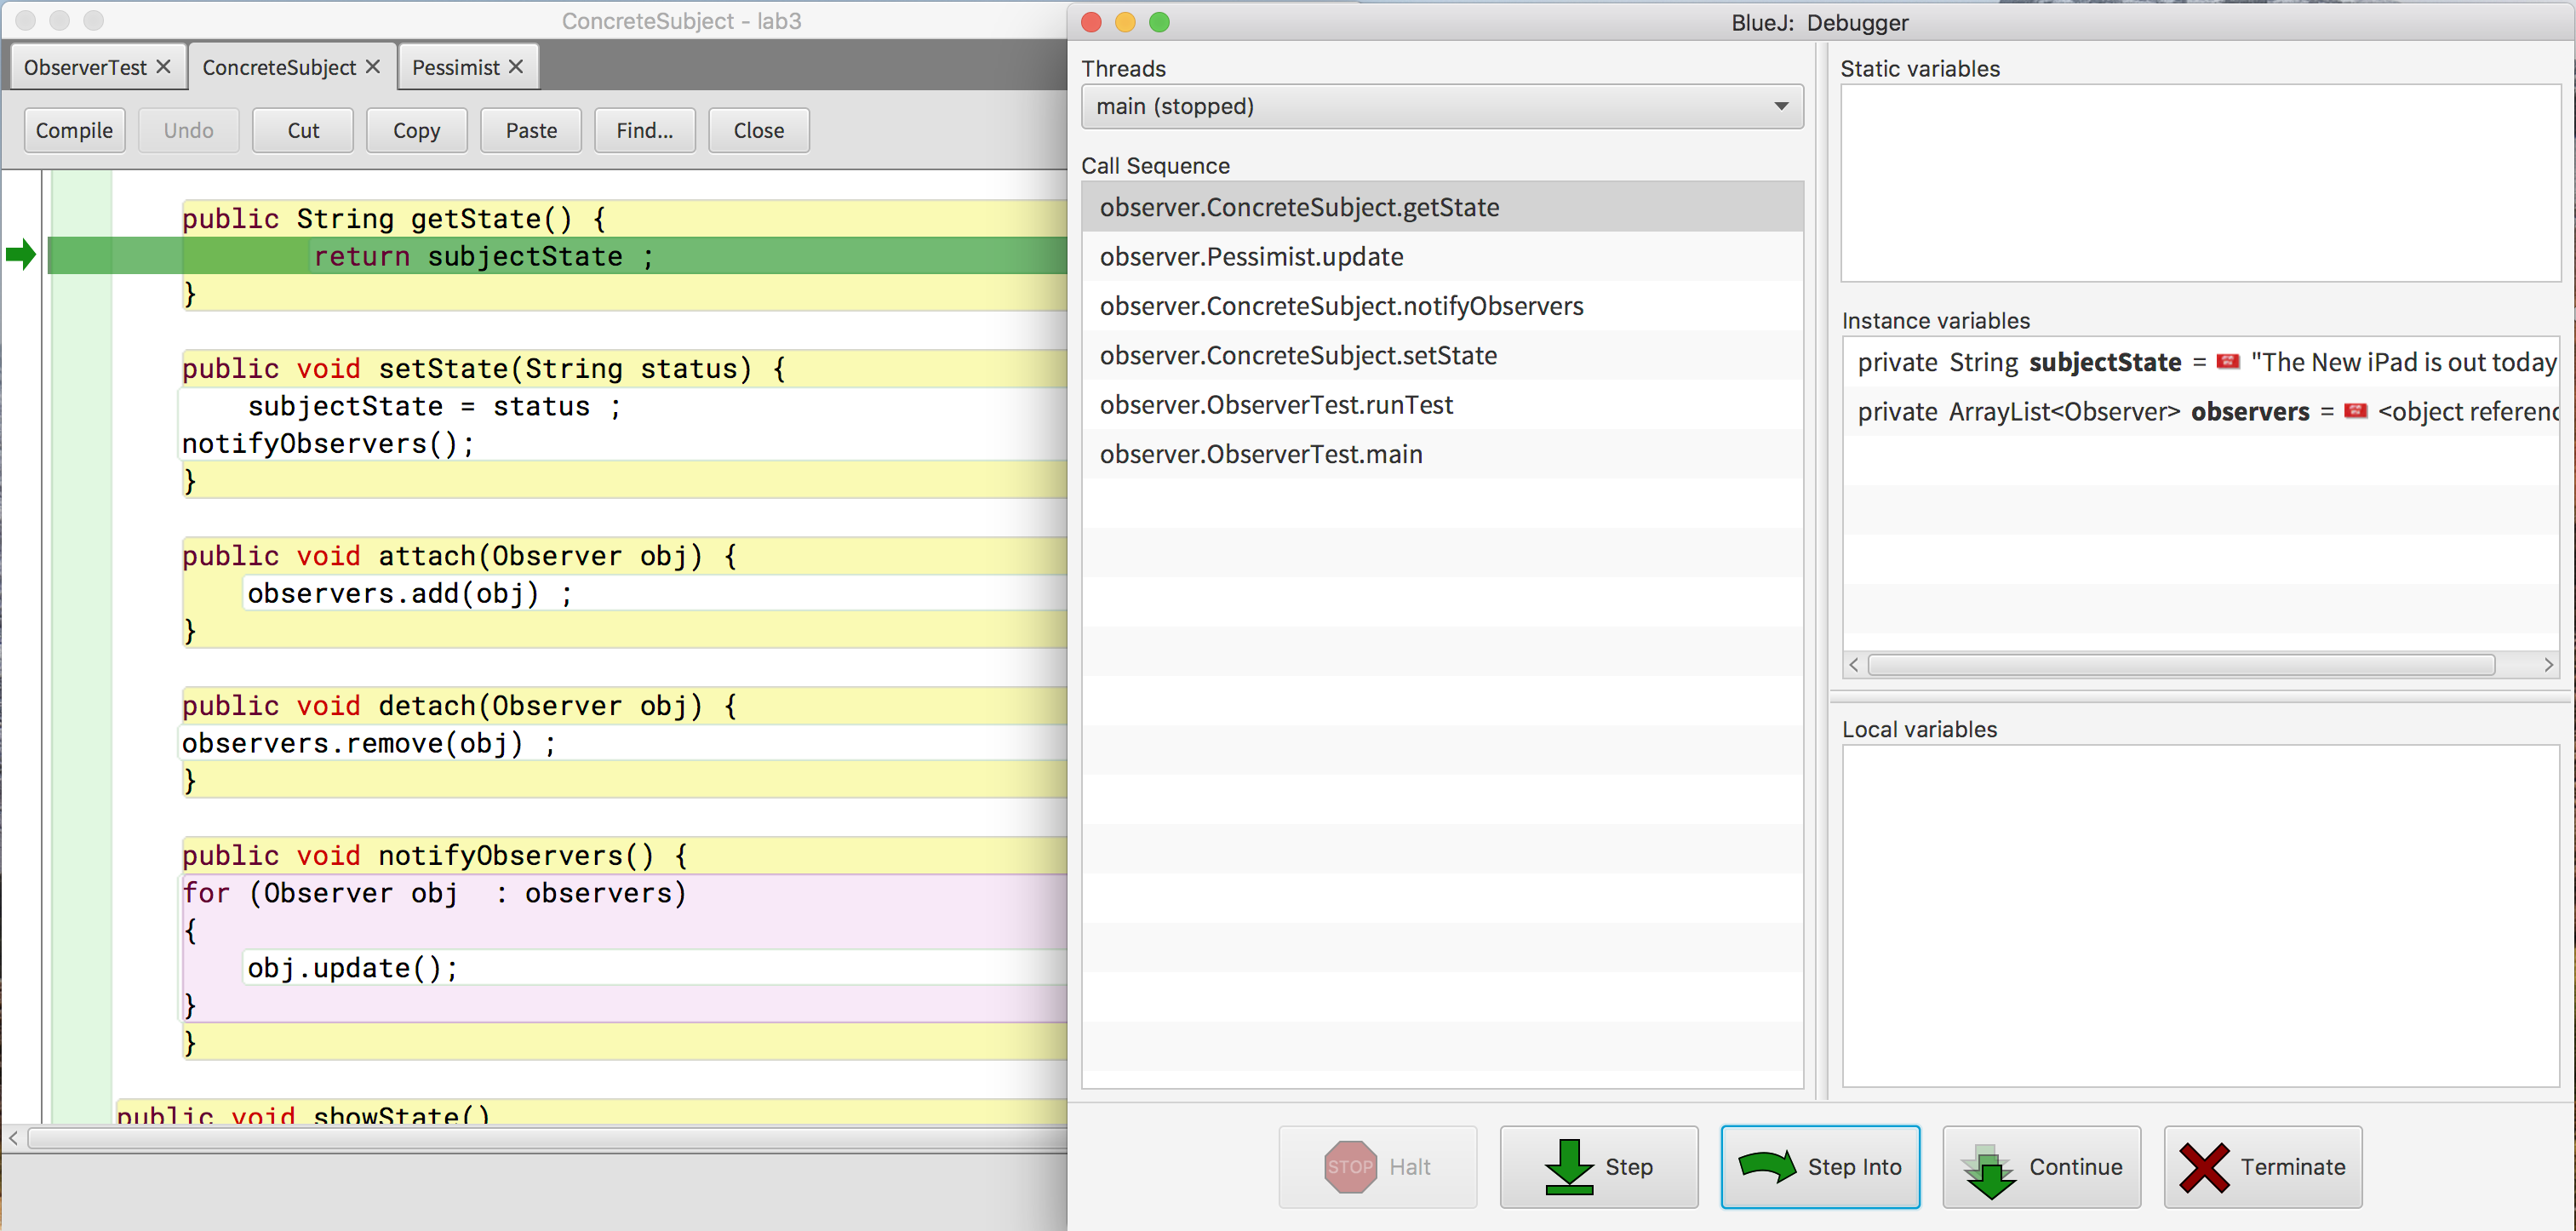 ConcreteSubject - lab3
ObserverTest ✕ ConcreteSubject ✕ Pessimist ✕
Compile Undo Cut Copy Paste Find... Close
public String getState() {
return subjectState ;
}
public void setState(String status) {
subjectState = status ;
notifyObservers();
}
public void attach(Observer obj) {
observers.add(obj) ;
}
public void detach(Observer obj) {
observers.remove(obj) ;
}
public void notifyObservers() {
for (Observer obj  : observers)
{
obj.update();
}
}
public void showState()
BlueJ: Debugger
Threads
main (stopped)
Call Sequence
observer.ConcreteSubject.getState
observer.Pessimist.update
observer.ConcreteSubject.notifyObservers
observer.ConcreteSubject.setState
observer.ObserverTest.runTest
observer.ObserverTest.main
Static variables
Instance variables
private String subjectState = "The New iPad is out today
private ArrayList<Observer> observers = <object referenc
Local variables
STOP Halt Step Step Into Continue Terminate